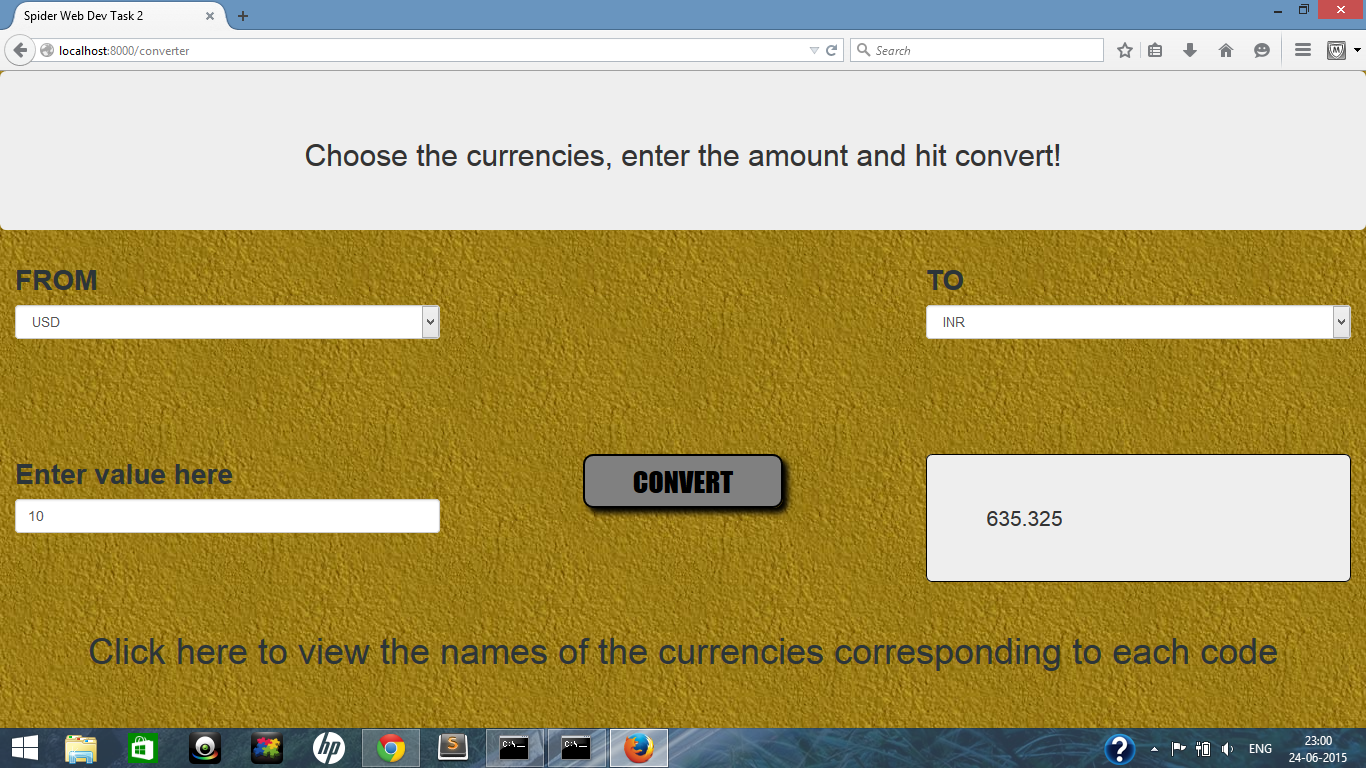 Spider Web Dev Task 2
localhost:8000/converter
Search
Choose the currencies, enter the amount and hit convert!
FROM
TO
USD
INR
Enter value here
CONVERT
10
635.325
Click here to view the names of the currencies corresponding to each code
hp
S
C:\
C:\
?
ENG
23:00
24-06-2015